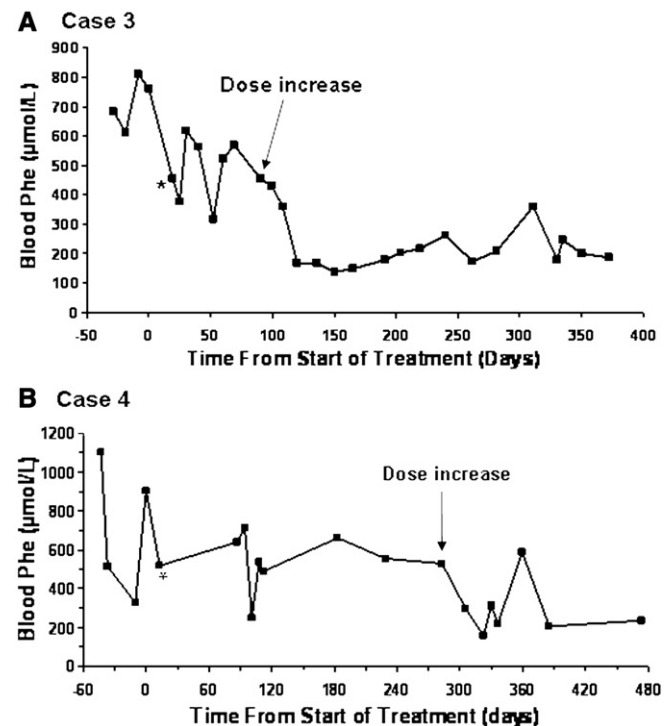 A Case 3
900
800
700
600
500
400
300
200
100
0
Blood Phe (µmol/L)
Dose increase
*
-50 0 50 100 150 200 250 300 350 400
Time From Start of Treatment (Days)
B Case 4
1200
1000
800
600
400
200
0
Blood Phe (µmol/L)
Dose increase
*
-60 0 60 120 180 240 300 360 420 480
Time From Start of Treatment (days)